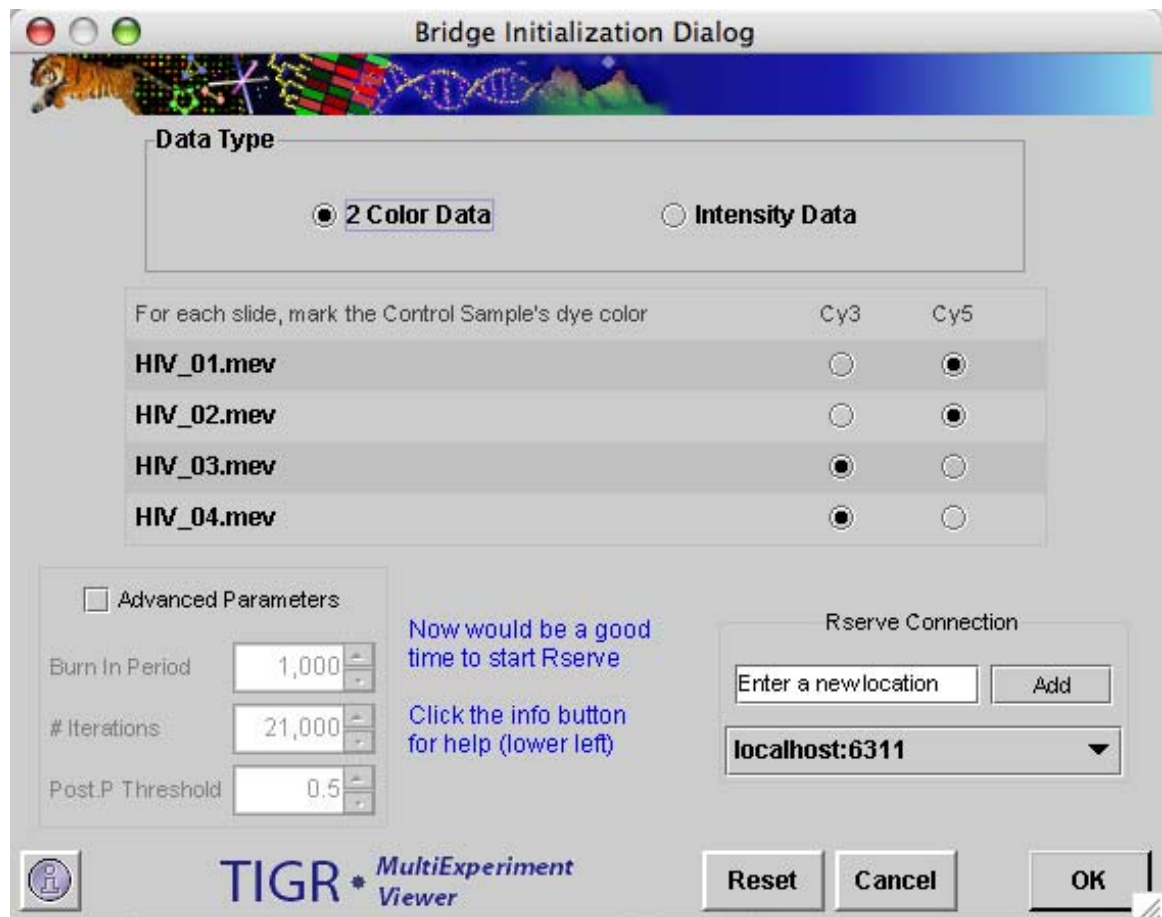 Bridge Initialization Dialog
Data Type
2 Color Data Intensity Data
For each slide, mark the Control Sample's dye color Cy3 Cy5
HIV_01.mev
HIV_02.mev
HIV_03.mev
HIV_04.mev
Advanced Parameters
Burn In Period 1,000
# Iterations 21,000
Post.P Threshold 0.5
Now would be a good
time to start Rserve
Click the info button
for help (lower left)
Rserve Connection
Enter a new location Add
localhost:6311
i
TIGR MultiExperiment
Viewer
Reset Cancel OK